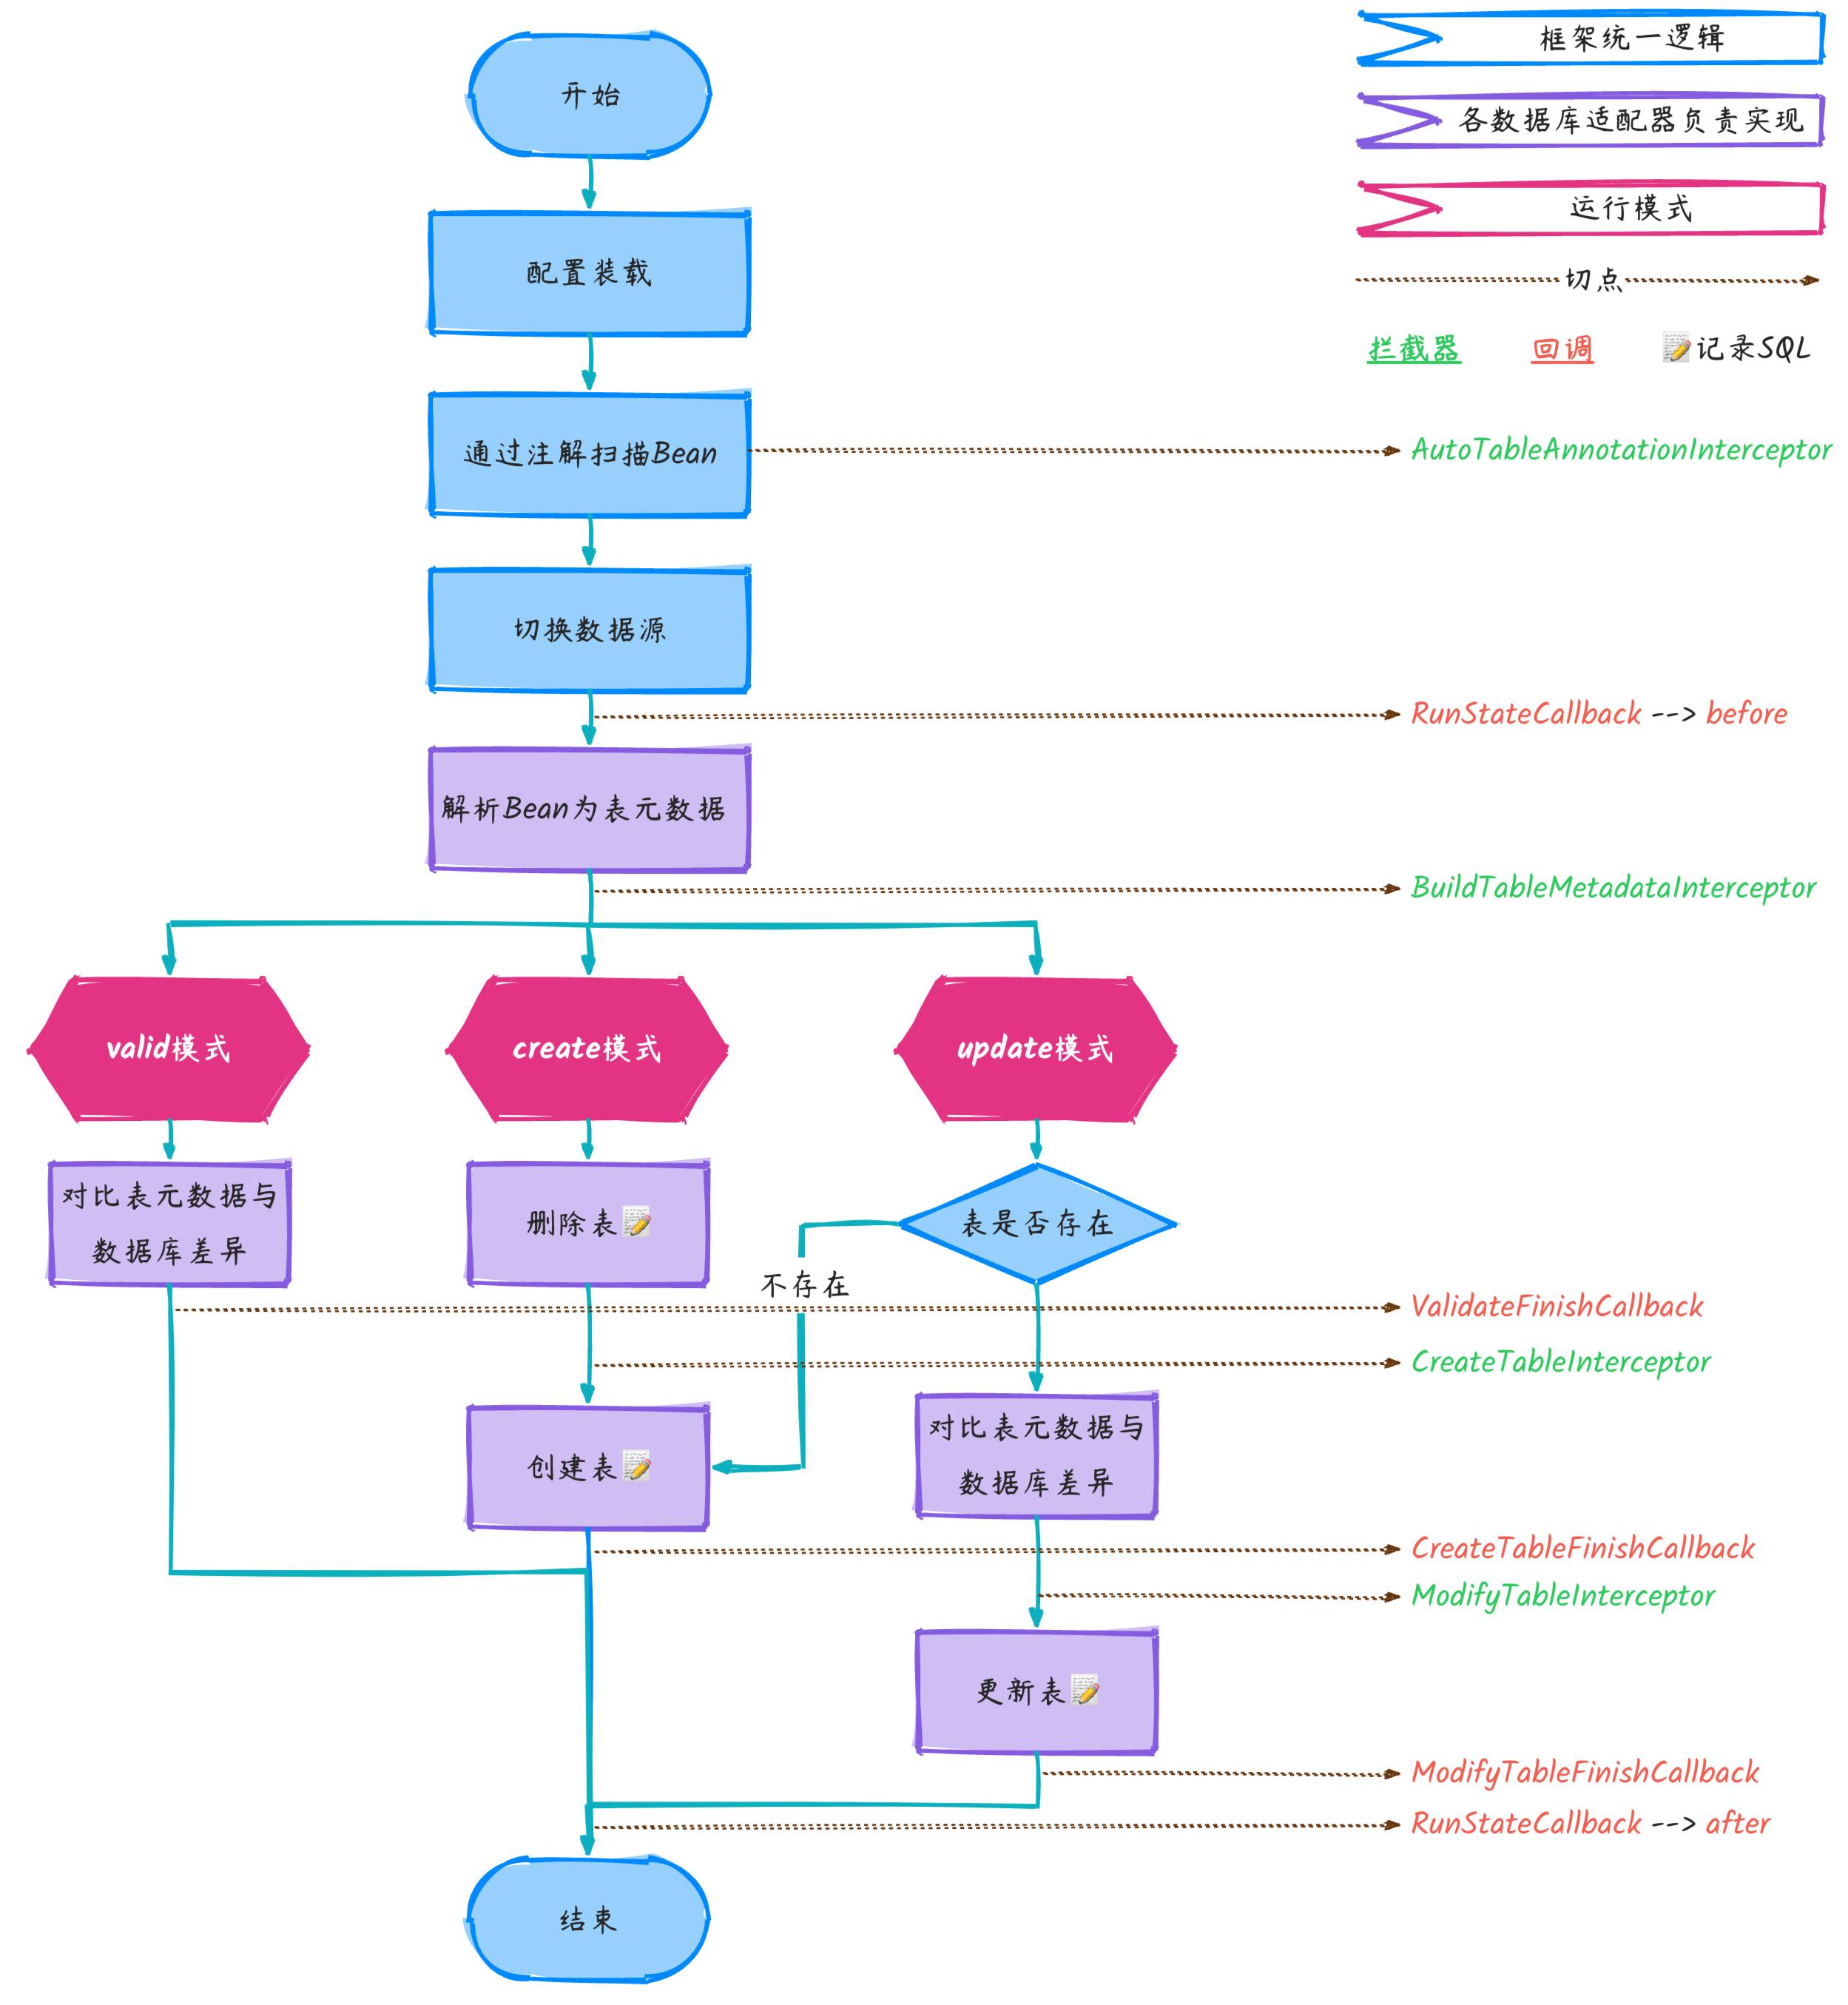 框架统一逻辑
开始
各数据库适配器负责实现
运行模式
配置装载
切点
拦截器
回调
📝记录SQL
通过注解扫描Bean
AutoTableAnnotationInterceptor
切换数据源
RunStateCallback --> before
解析Bean为表元数据
BuildTableMetadataInterceptor
valid模式
create模式
update模式
对比表元数据与
数据库差异
删除表📝
表是否存在
不存在
ValidateFinishCallback
CreateTableInterceptor
创建表📝
对比表元数据与
数据库差异
CreateTableFinishCallback
ModifyTableInterceptor
更新表📝
ModifyTableFinishCallback
RunStateCallback --> after
结束